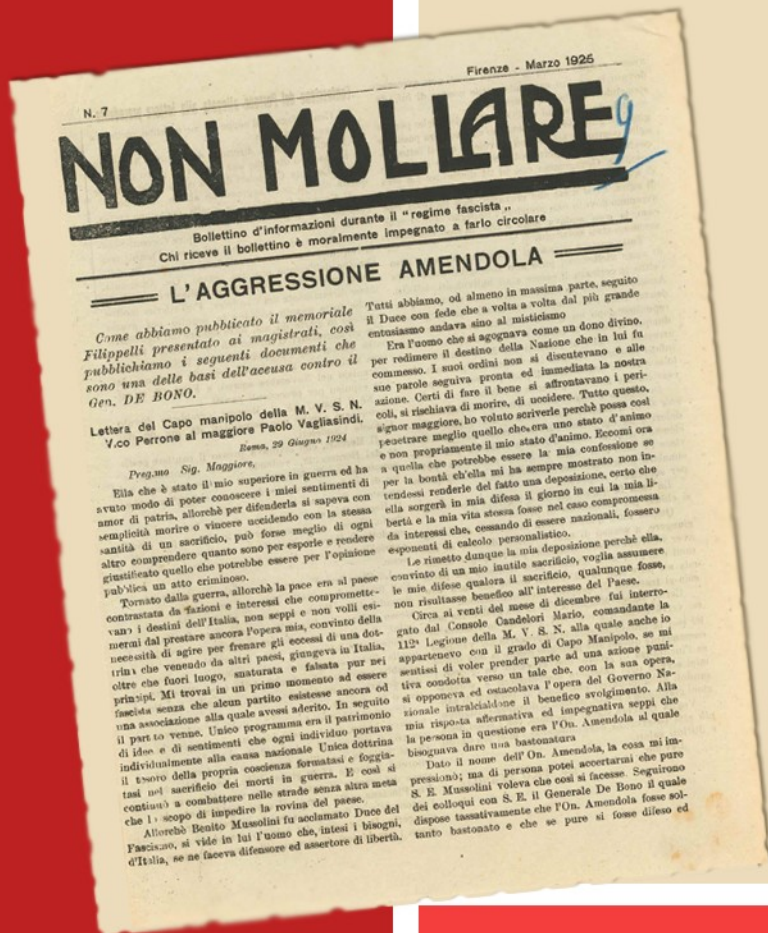 N. 7
Firenze - Marzo 1925
NON MOLLARE
9
Bollettino d'informazioni durante il "regime fascista„
Chi riceve il bollettino è moralmente impegnato a farlo circolare
L'AGGRESSIONE AMENDOLA
Come abbiamo pubblicato il memoriale
Filippelli presentato ai magistrati, così
pubblichiamo i seguenti documenti che
sono una delle basi dell'accusa contro il
Gen. DE BONO.
Lettera del Capo manipolo della M. V. S. N.
V.co Perrone al maggiore Paolo Vagliasindi.
Roma, 29 Giugno 1924
Preg.mo Sig. Maggiore,
Ella che è stato il mio superiore in guerra ed ha
avuto modo di poter conoscere i miei sentimenti di
amor di patria, allorchè per difenderla si sapeva con
semplicità morire o vincere uccidendo con la stessa
santità di un sacrificio, può forse meglio di ogni
altro comprendere quanto sono per esporle e rendere
giustificato quello che potrebbe essere per l'opinione
pubblica un atto criminoso.
Tornato dalla guerra, allorchè la pace era al paese
contrastata da fazioni e interessi che compromette-
vano i destini dell'Italia, non seppi e non volli esi-
mermi dal prestare ancora l'opera mia, convinto della
necessità di agire per frenare gli eccessi di una dot-
trina che venendo da altri paesi, giungeva in Italia,
oltre che fuori luogo, snaturata e falsata pur nei
principi. Mi trovai in un primo momento ad essere
fascista senza che alcun partito esistesse ancora od
una associazione alla quale avessi aderito. In seguito
il partito venne. Unico programma era il patrimonio
di idee e di sentimenti che ogni individuo portava
individualmente alla causa nazionale Unica dottrina
il tesoro della propria coscienza formatasi e foggia-
tasi nel sacrificio dei morti in guerra. E così si
continuò a combattere nelle strade senza altra meta
che lo scopo di impedire la rovina del paese.
Allorchè Benito Mussolini fu acclamato Duce del
Fascismo, si vide in lui l'uomo che, intesi i bisogni,
d'Italia, se ne faceva difensore ed assertore di libertà.
Tutti abbiamo, od almeno in massima parte, seguito
il Duce con fede che a volta a volta dal più grande
entusiasmo andava sino al misticismo
Era l'uomo che si agognava come un dono divino,
per redimere il destino della Nazione che in lui fu
commesso. I suoi ordini non si discutevano e alle
sue parole seguiva pronta ed immediata la nostra
azione. Certi di fare il bene si affrontavano i peri-
coli, si rischiava di morire, di uccidere. Tutto questo,
signor maggiore, ho voluto scriverle perchè possa così
penetrare meglio quello che era uno stato d'animo
e non propriamente il mio stato d'animo. Eccomi ora
a quella che potrebbe essere la mia confessione se
per la bontà ch'ella mi ha sempre mostrato non in-
tendessi renderle del fatto una deposizione, certo che
ella sorgerà in mia difesa il giorno in cui la mia li-
bertà e la mia vita stessa fosse nel caso compromessa
da interessi che, cessando di essere nazionali, fossero
esponenti di calcolo personalistico.
Le rimetto dunque la mia deposizione perchè ella,
convinto di un mio inutile sacrificio, voglia assumere
le mie difese qualora il sacrificio, qualunque fosse,
non risultasse benefico all'interesse del Paese.
Circa ai venti del mese di dicembre fui interro-
gato dal Console Candelori Mario, comandante la
112ª Legione della M. V. S. N. alla quale anche io
appartenevo con il grado di Capo Manipolo, se mi
sentissi di voler prender parte ad una azione puni-
tiva condotta verso un tale che, con la sua opera,
si opponeva ed ostacolava l'opera del Governo Na-
zionale intralciandone il benefico svolgimento. Alla
mia risposta affermativa ed impegnativa seppi che
la persona in questione era l'On. Amendola al quale
bisognava dare una bastonatura
Dato il nome dell'On. Amendola, la cosa mi im-
pressionò; ma di persona potei accertarmi che pure
S. E. Mussolini voleva che così si facesse. Seguirono
dei colloqui con S. E. il Generale De Bono il quale
dispose tassativamente che l'On. Amendola fosse sol-
tanto bastonato e che se pure si fosse difeso ed